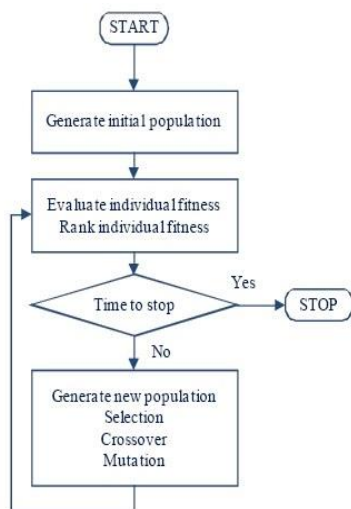 START
Generate initial population
Evaluate individual fitness
Rank individual fitness
Time to stop
Yes
STOP
No
Generate new population
Selection
Crossover
Mutation